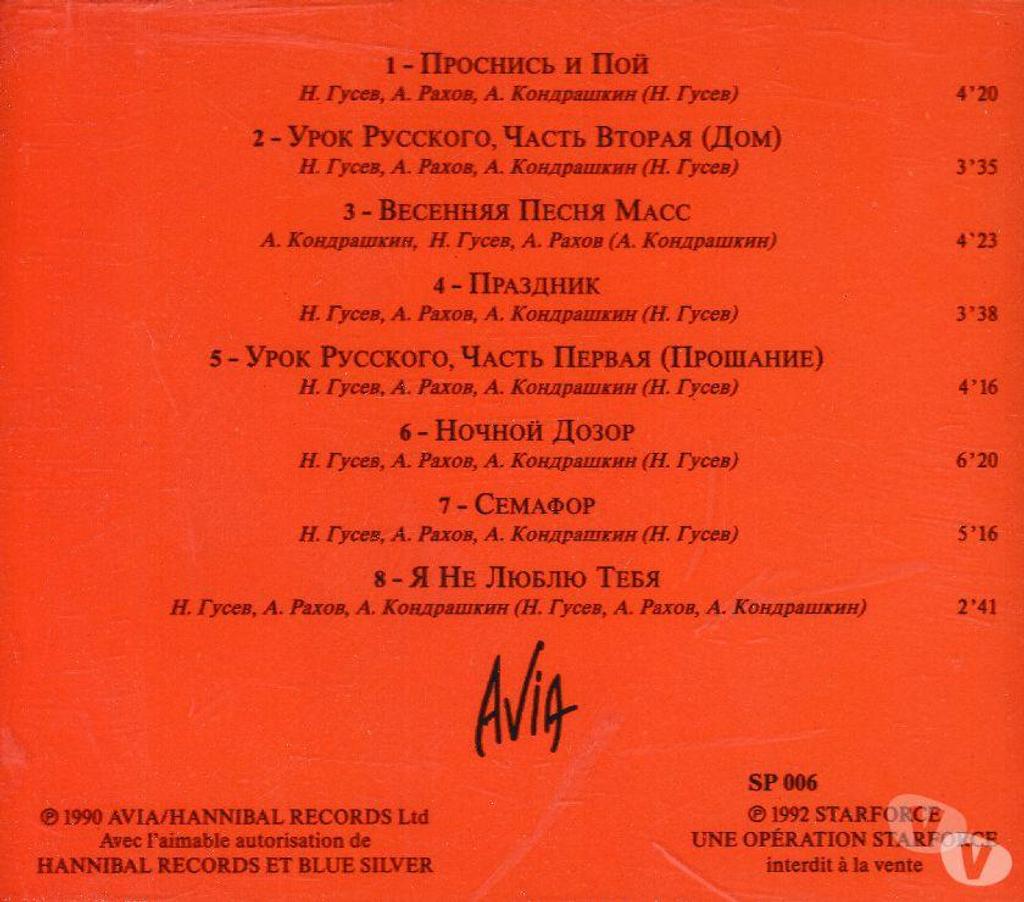 1 - Проснись и Пой
Н. Гусев, А. Рахов, А. Кондрашкин (Н. Гусев) 4'20
2 - Урок Русского, Часть Вторая (Дом)
Н. Гусев, А. Рахов, А. Кондрашкин (Н. Гусев) 3'35
3 - Весенняя Песня Масс
А. Кондрашкин, Н. Гусев, А. Рахов (А. Кондрашкин) 4`23
4 - Праздник
Н. Гусев, А. Рахов, А. Кондрашкин (Н. Гусев) 3'38
5 - Урок Русского, Часть Первая (Прошание)
Н. Гусев, А. Рахов, А. Кондрашкин (Н. Гусев) 4'16
6 - Ночной Дозор
Н. Гусев, А. Рахов, А. Кондрашкин (Н. Гусев) 6'20
7 - Семафор
Н. Гусев, А. Рахов, А. Кондрашкин (Н. Гусев) 5'16
8 - Я Не Люблю Тебя
Н. Гусев, А. Рахов, А. Кондрашкин (Н. Гусев, А. Рахов, А. Кондрашкин) 2'41
AViA
℗ 1990 AVIA/HANNIBAL RECORDS Ltd
Avec l'aimable autorisation de
HANNIBAL RECORDS ET BLUE SILVER
SP 006
℗ 1992 STARFORCE
UNE OPÉRATION STARFORCE
interdit à la vente
V V